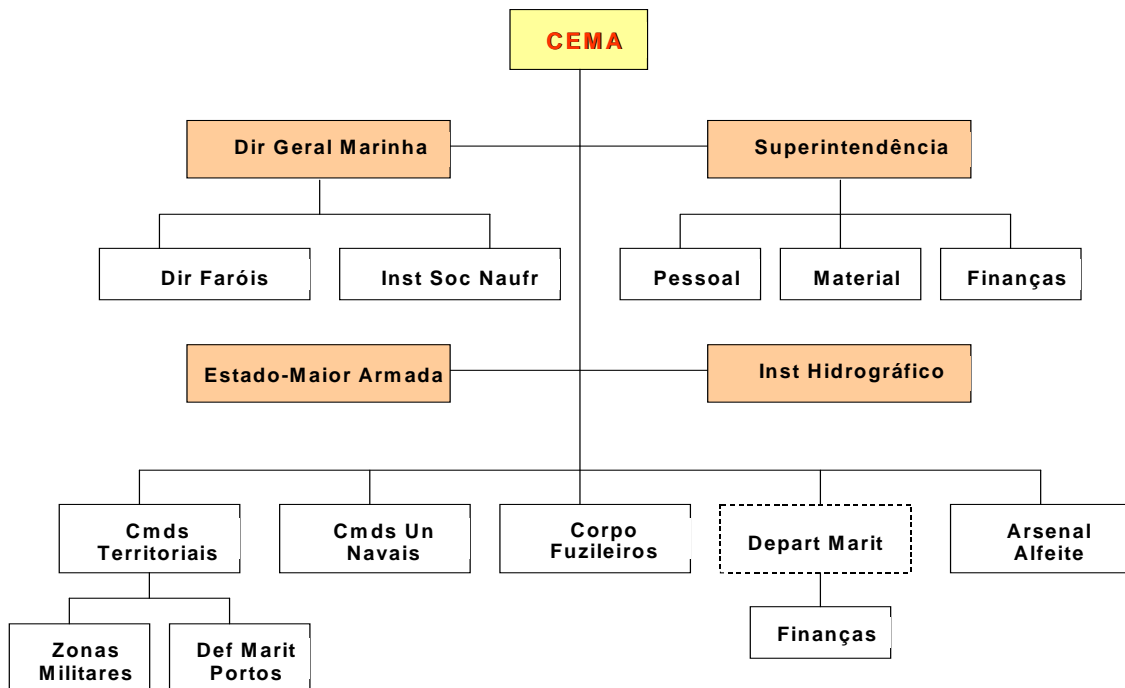 CEMA
Dir Geral Marinha
Superintendência
Dir Faróis
Inst Soc Naufr
Pessoal
Material
Finanças
Estado-Maior Armada
Inst Hidrográfico
Cmds
Territoriais
Cmds Un
Navais
Corpo
Fuzileiros
Depart Marit
Arsenal
Alfeite
Zonas
Militares
Def Marit
Portos
Finanças